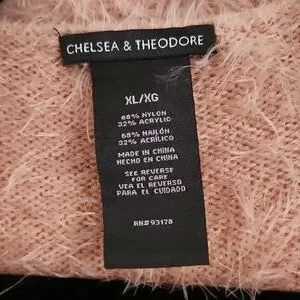 CHELSEA & THEODORE
XL/XG
68% NYLON
32% ACRYLIC
68% NAILON
32% ACRÍLICO
MADE IN CHINA
HECHO EN CHINA
SEE REVERSE
FOR CARE
VEA EL REVERSO
PARA EL CUIDADO
RN#93178